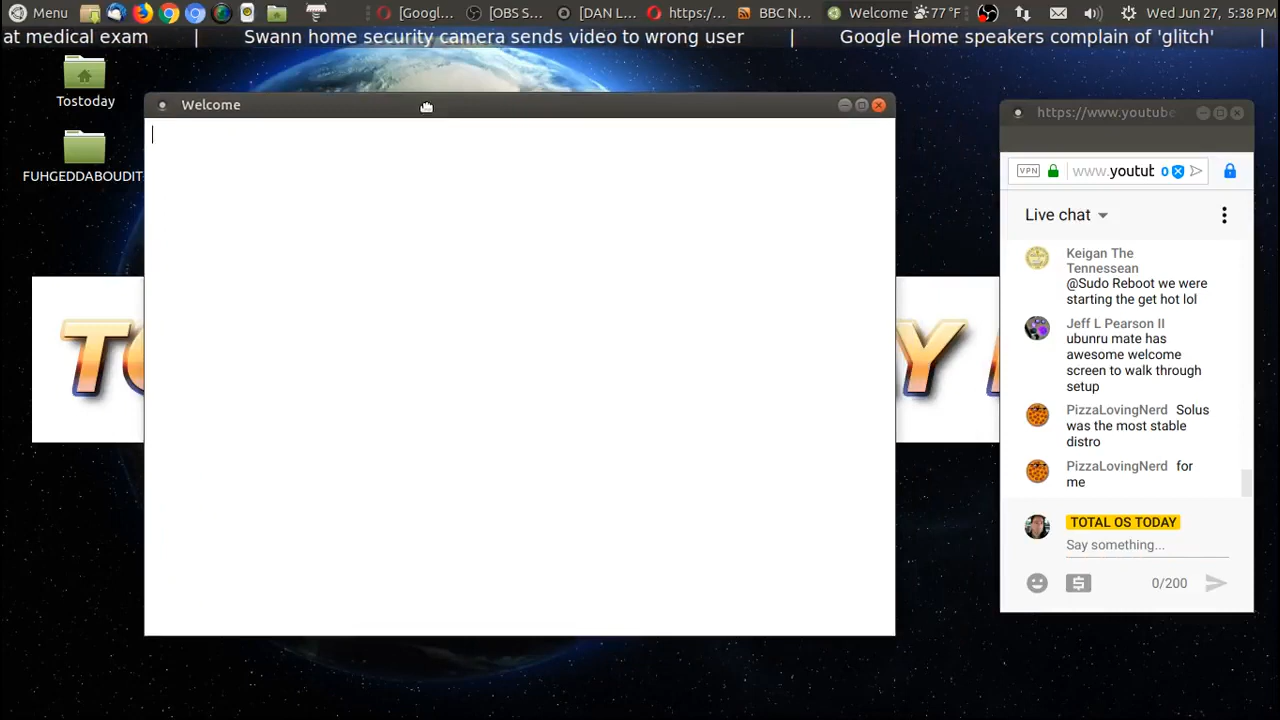 Menu [Googl... [OBS S... [DAN L... https:/... BBC N... Welcome 77 °F Wed Jun 27, 5:38 PM
at medical exam | Swann home security camera sends video to wrong user | Google Home speakers complain of 'glitch' |
Tostoday
FUHGEDDABOUDIT
Welcome
TO
Y
https://www.youtube
VPN www.youtub 0
Live chat
Keigan The
Tennessean
@Sudo Reboot we were
starting the get hot lol
Jeff L Pearson II
ubunru mate has
awesome welcome
screen to walk through
setup
PizzaLovingNerd Solus
was the most stable
distro
PizzaLovingNerd for
me
TOTAL OS TODAY
Say something...
0/200